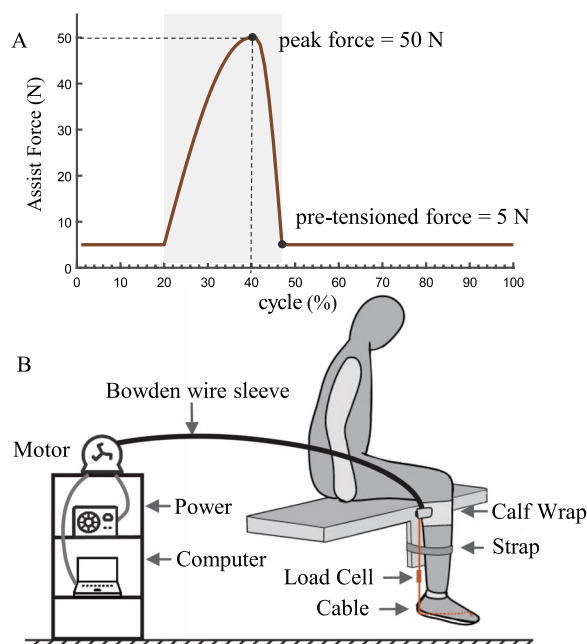 A
Assist Force (N)
50
40
30
20
10
0
peak force = 50 N
pre-tensioned force = 5 N
0 10 20 30 40 50 60 70 80 90 100
cycle (%)
B
Bowden wire sleeve
Motor
Power
Computer
Calf Wrap
Strap
Load Cell
Cable